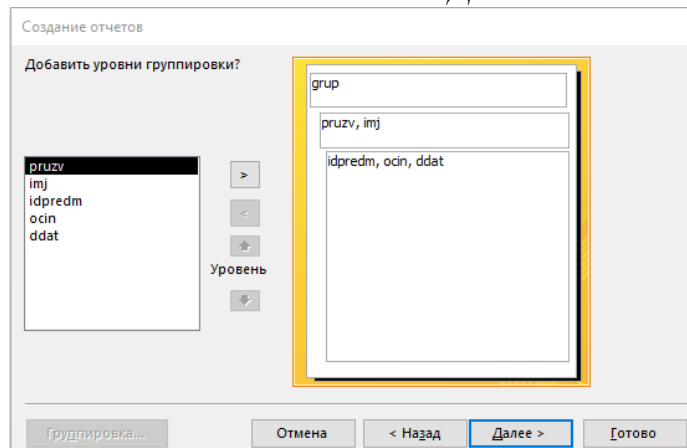 Создание отчетов
Добавить уровни группировки?
grup
pruzv, imj
idpredm, ocin, ddat
pruzv
imj
idpredm
ocin
ddat
>
<
Уровень
Группировка...
Отмена
< Назад
Далее >
Готово